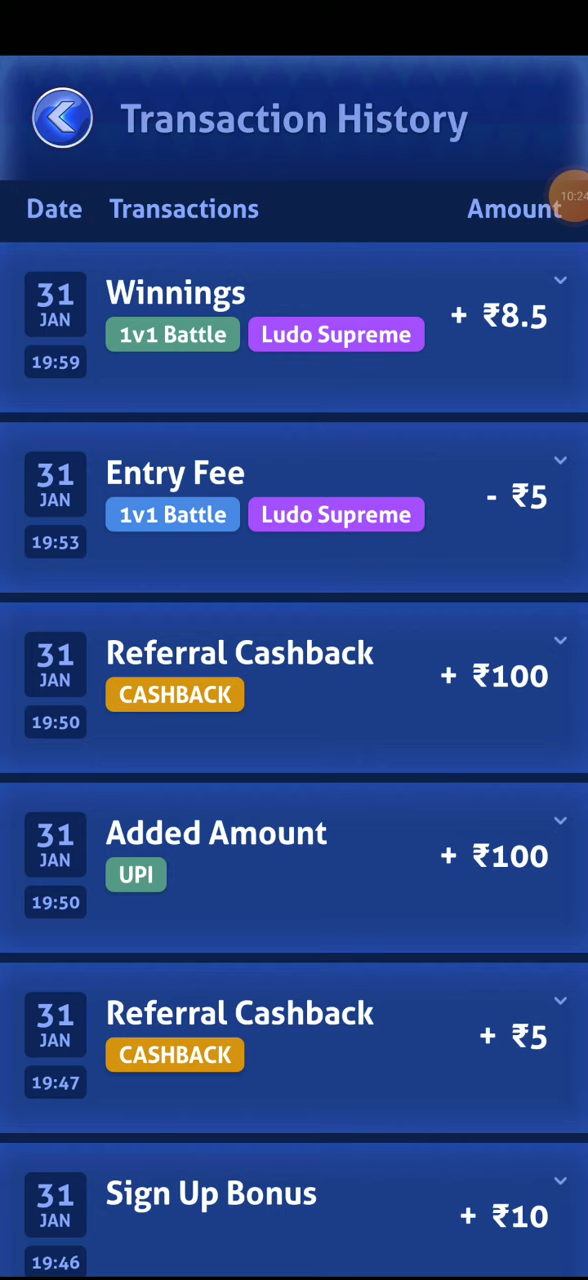 Transaction History
10:24
Date Transactions Amount
31
JAN
19:59
Winnings
1v1 Battle Ludo Supreme
+ ₹8.5
31
JAN
19:53
Entry Fee
1v1 Battle Ludo Supreme
- ₹5
31
JAN
19:50
Referral Cashback
CASHBACK
+ ₹100
31
JAN
19:50
Added Amount
UPI
+ ₹100
31
JAN
19:47
Referral Cashback
CASHBACK
+ ₹5
31
JAN
19:46
Sign Up Bonus
+ ₹10